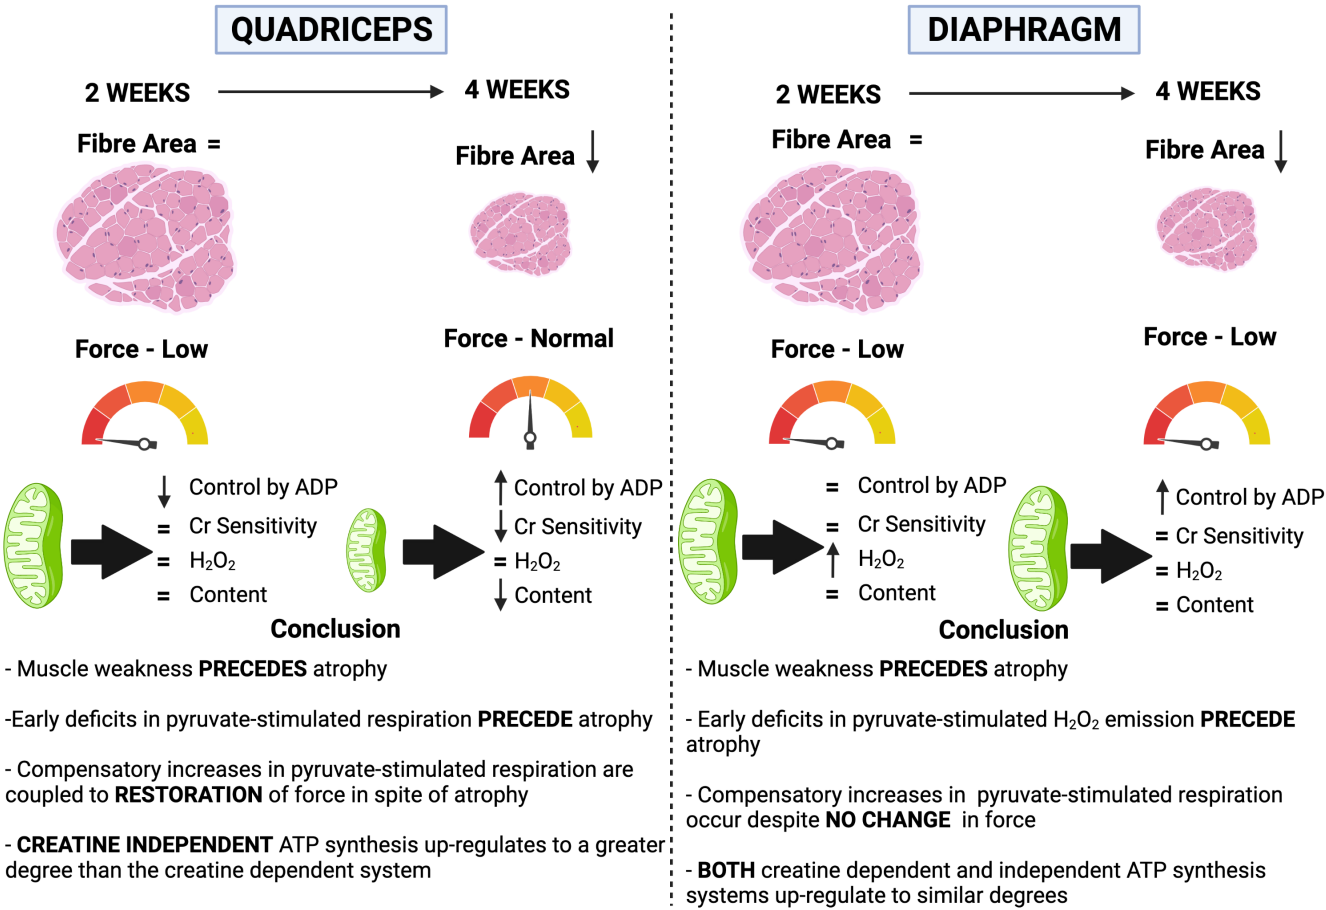 QUADRICEPS
2 WEEKS
4 WEEKS
Fibre Area =
Fibre Area ↓
Force - Low
Force - Normal
↓ Control by ADP
= Cr Sensitivity
= H₂O₂
= Content
↑ Control by ADP
↓ Cr Sensitivity
= H₂O₂
↓ Content
Conclusion
- Muscle weakness PRECEDES atrophy
-Early deficits in pyruvate-stimulated respiration PRECEDE atrophy
- Compensatory increases in pyruvate-stimulated respiration are
coupled to RESTORATION of force in spite of atrophy
- CREATINE INDEPENDENT ATP synthesis up-regulates to a greater
degree than the creatine dependent system
DIAPHRAGM
2 WEEKS
4 WEEKS
Fibre Area =
Fibre Area ↓
Force - Low
Force - Low
= Control by ADP
= Cr Sensitivity
↑ H₂O₂
= Content
↑ Control by ADP
= Cr Sensitivity
= H₂O₂
= Content
Conclusion
- Muscle weakness PRECEDES atrophy
- Early deficits in pyruvate-stimulated H₂O₂ emission PRECEDE
atrophy
- Compensatory increases in pyruvate-stimulated respiration
occur despite NO CHANGE in force
- BOTH creatine dependent and independent ATP synthesis
systems up-regulate to similar degrees